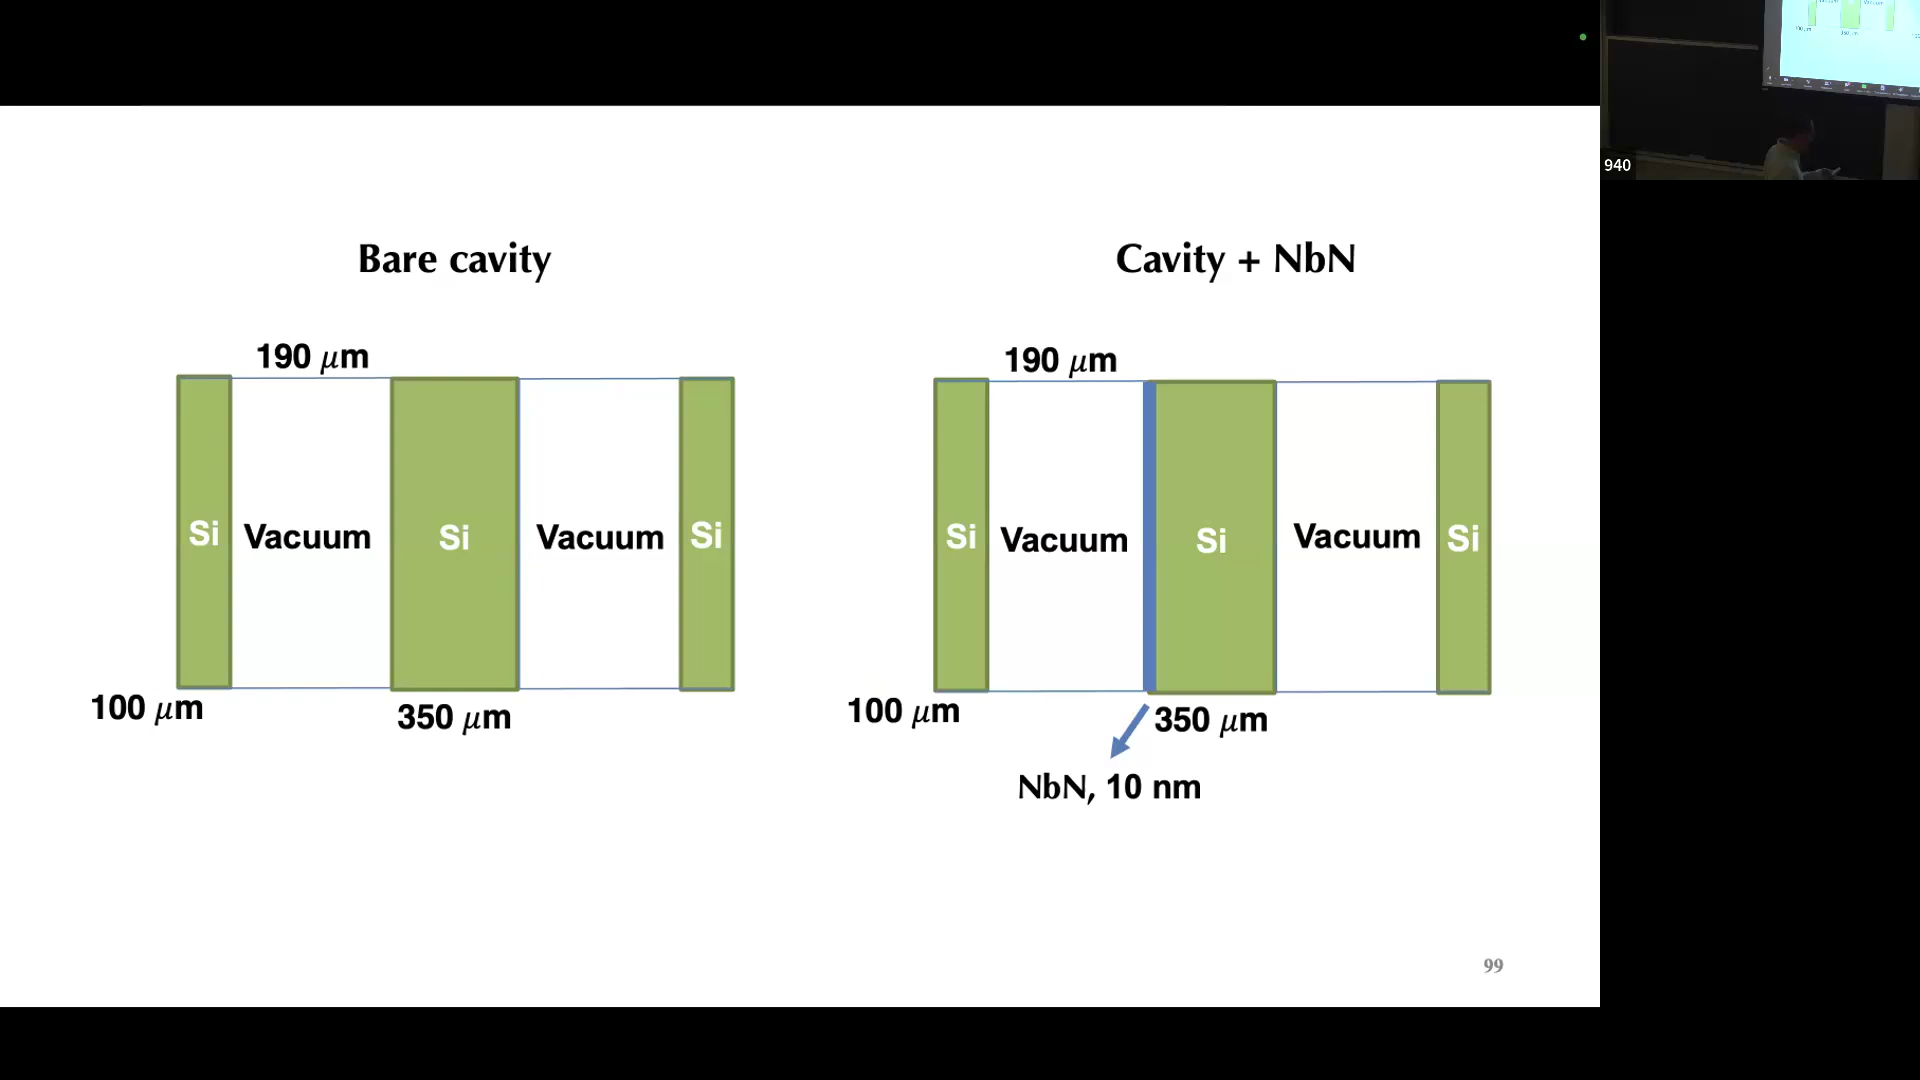 Bare cavity
190 μm
Si
Vacuum
Si
Vacuum
Si
100 μm
350 μm
Cavity + NbN
190 μm
Si
Vacuum
Si
Vacuum
Si
100 μm
350 μm
NbN, 10 nm
99
940